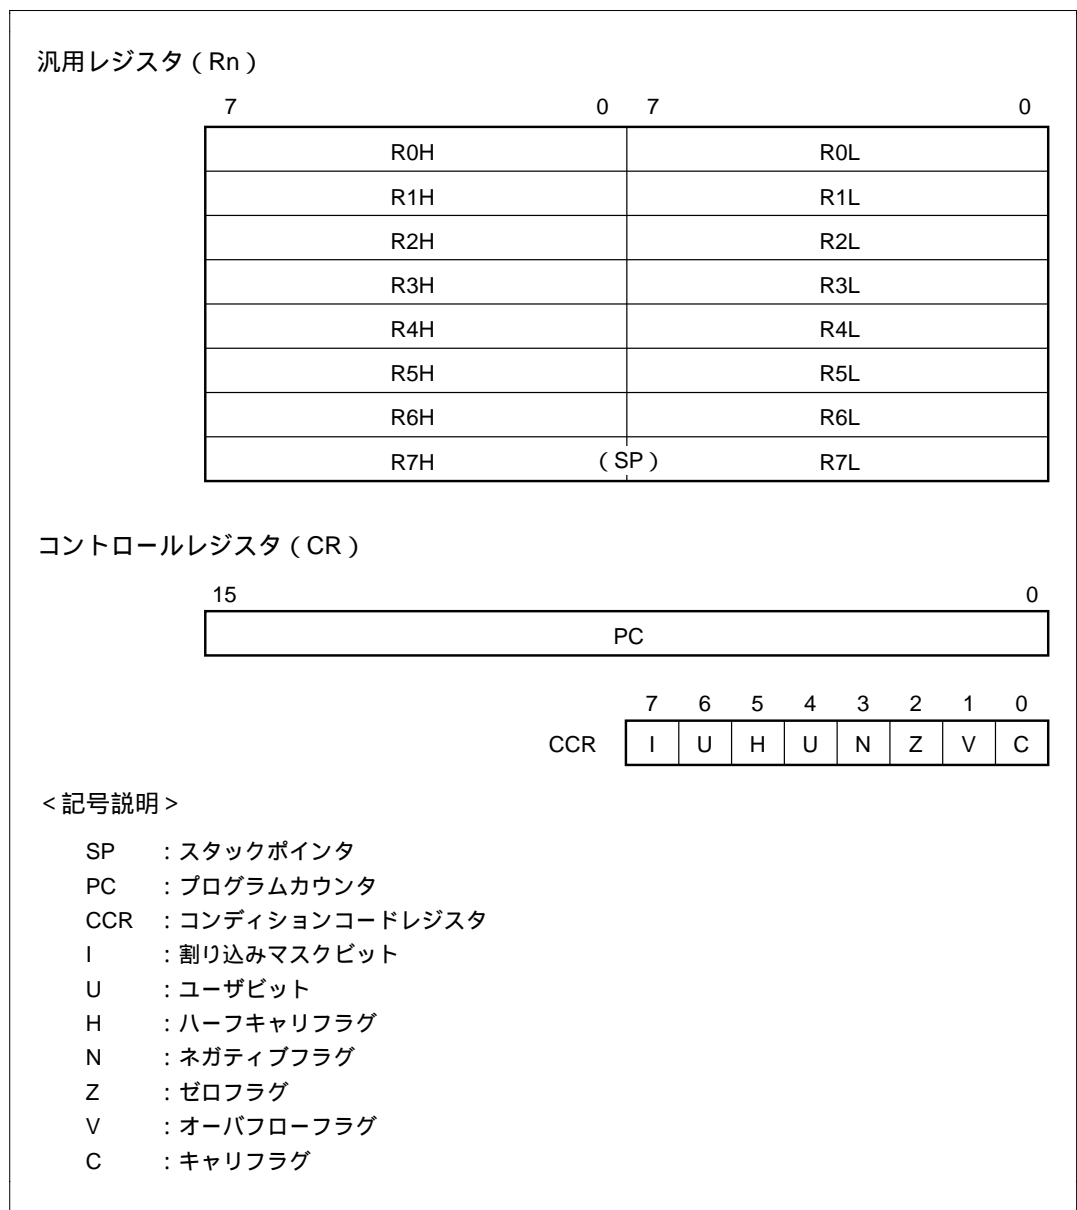 汎用レジスタ（Rn）
7 0 7 0
R0H R0L
R1H R1L
R2H R2L
R3H R3L
R4H R4L
R5H R5L
R6H R6L
R7H （SP） R7L
コントロールレジスタ（CR）
15 0
PC
7 6 5 4 3 2 1 0
CCR I U H U N Z V C
<記号説明>
SP ：スタックポインタ
PC ：プログラムカウンタ
CCR ：コンディションコードレジスタ
I ：割り込みマスクビット
U ：ユーザビット
H ：ハーフキャリフラグ
N ：ネガティブフラグ
Z ：ゼロフラグ
V ：オーバフローフラグ
C ：キャリフラグ